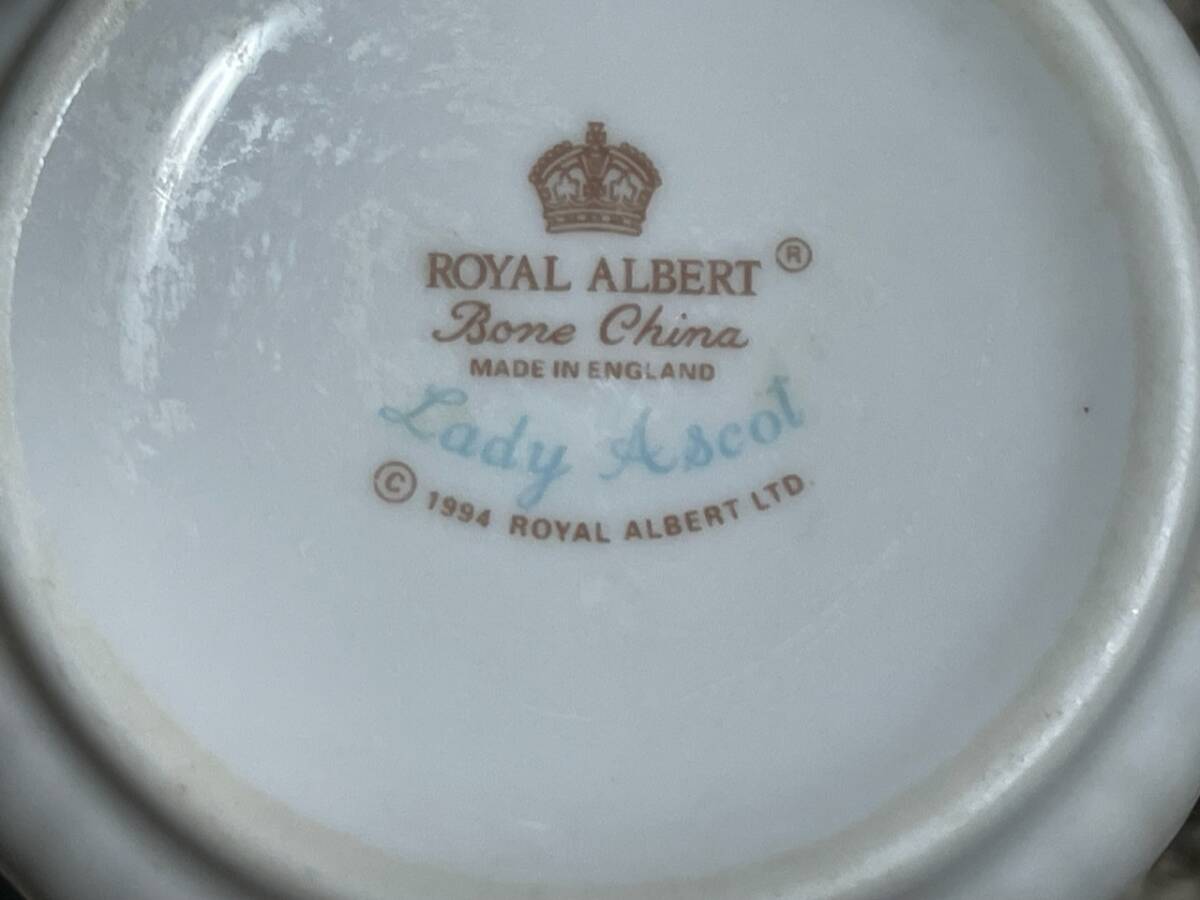 ROYAL ALBERT ®
Bone China
MADE IN ENGLAND
Lady Ascot
© 1994 ROYAL ALBERT LTD.